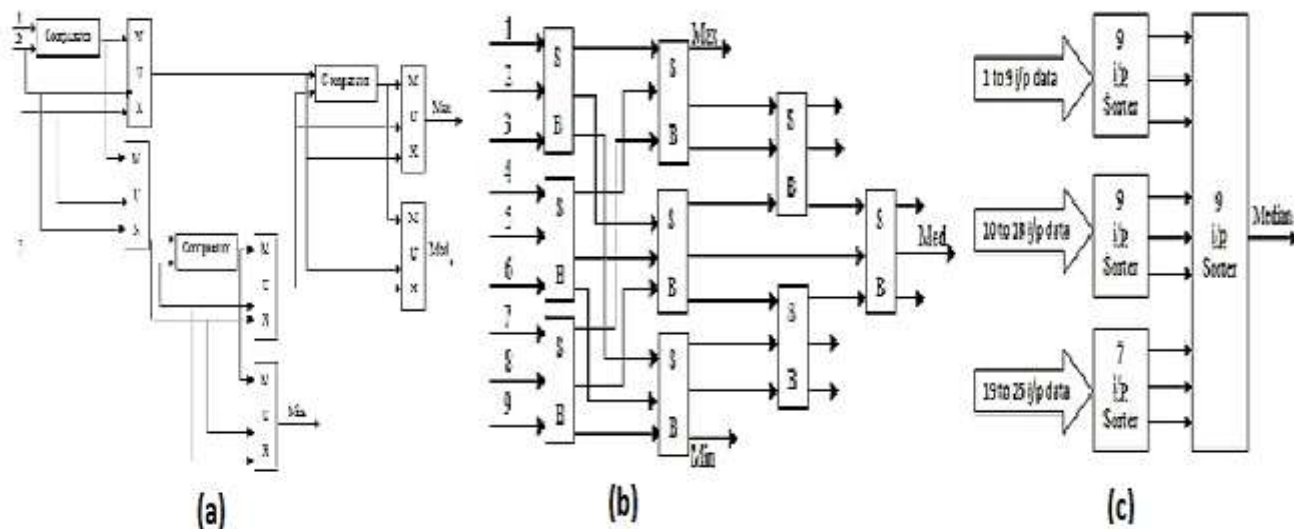 1
2
Comparator
M
U
X
Comparator
M
U
X
Max
M
U
X
M
U
X
Med
Comparator
M
U
X
M
U
X
Min
(a)
1
2
3
4
5
6
7
8
9
S
B
S
B
S
B
S
B
S
B
S
B
S
B
S
B
S
B
Max
Med
Min
(b)
1 to 9 i/p data
9
i/p
Sorter
10 to 18 i/p data
9
i/p
Sorter
19 to 25 i/p data
7
i/p
Sorter
9
i/p
Sorter
Median
(c)